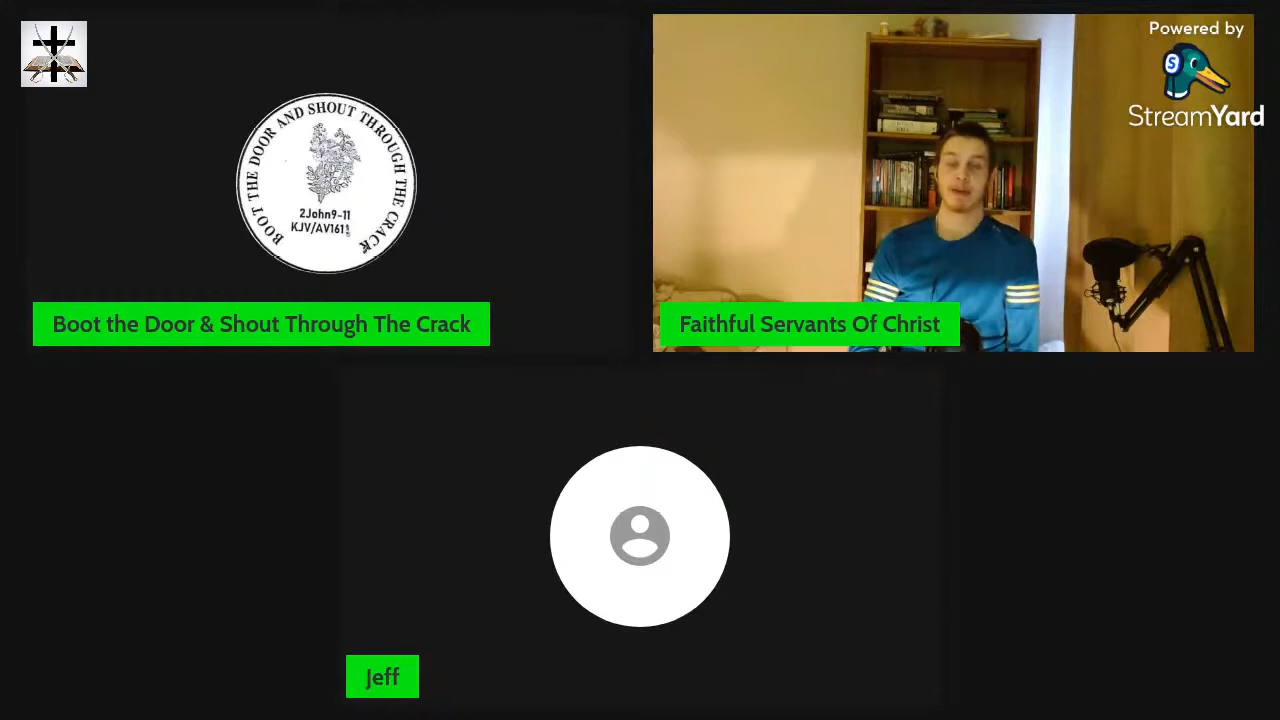 BOOT THE DOOR AND SHOUT THROUGH THE CRACK
2John9-11
KJV/AV1611
Boot the Door & Shout Through The Crack
Powered by
S
StreamYard
Faithful Servants Of Christ
Jeff